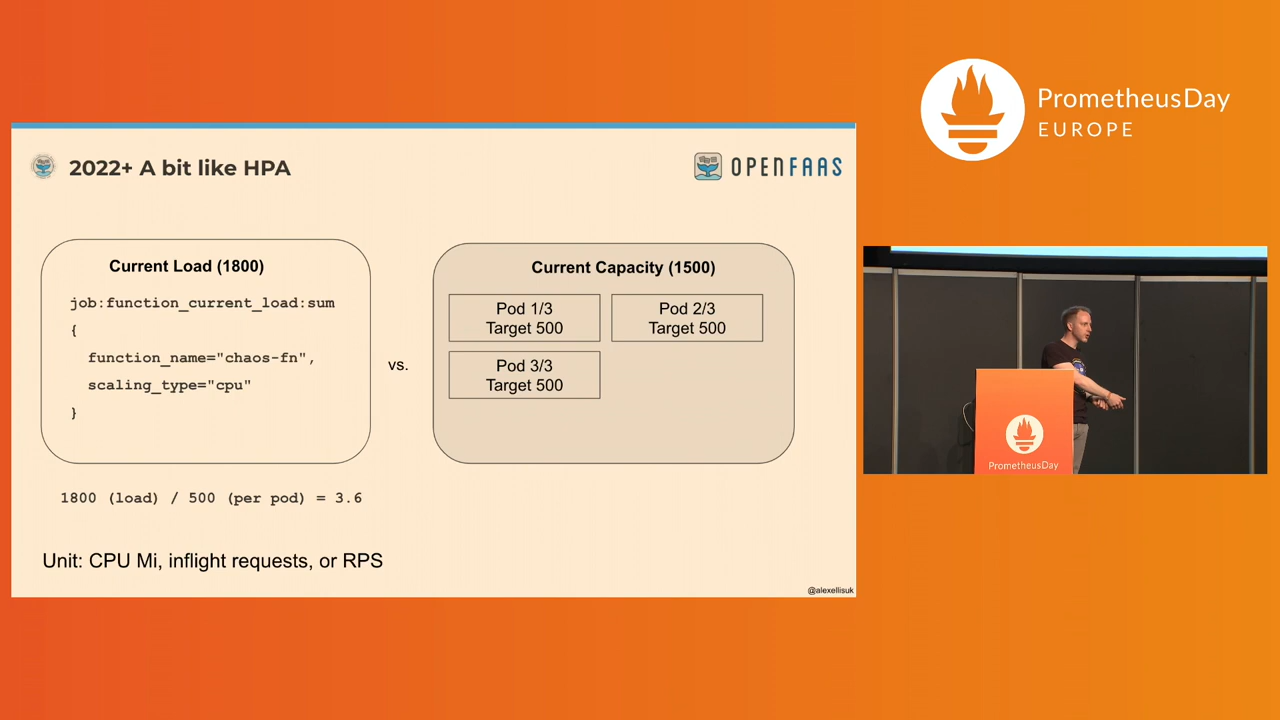 PrometheusDay
EUROPE
2022+ A bit like HPA
OPENFAAS
Current Load (1800)
job:function_current_load:sum
{
function_name="chaos-fn",
scaling_type="cpu"
}
vs.
Current Capacity (1500)
Pod 1/3
Target 500
Pod 2/3
Target 500
Pod 3/3
Target 500
1800 (load) / 500 (per pod) = 3.6
Unit: CPU Mi, inflight requests, or RPS
@alexellisuk
PrometheusDay